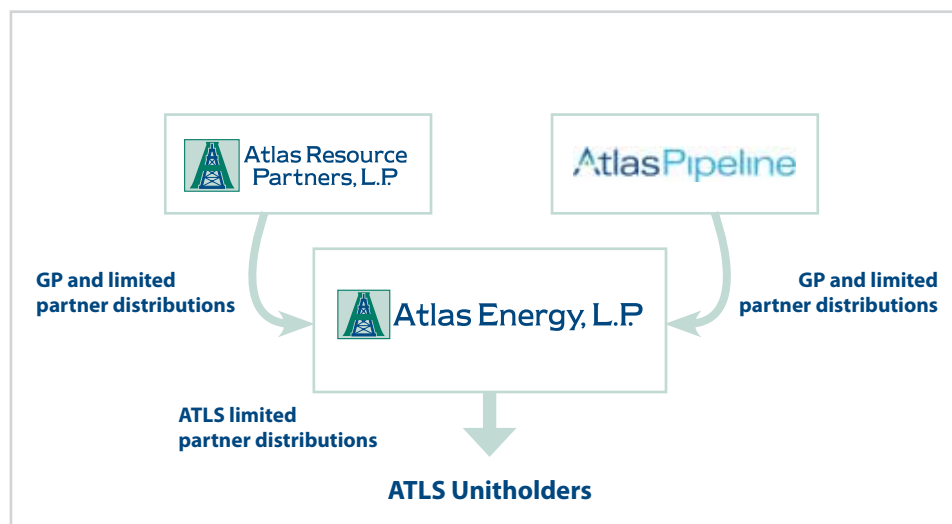 Atlas Resource
Partners, L.P.
AtlasPipeline
GP and limited
partner distributions
GP and limited
partner distributions
Atlas Energy, L.P.
ATLS limited
partner distributions
ATLS Unitholders